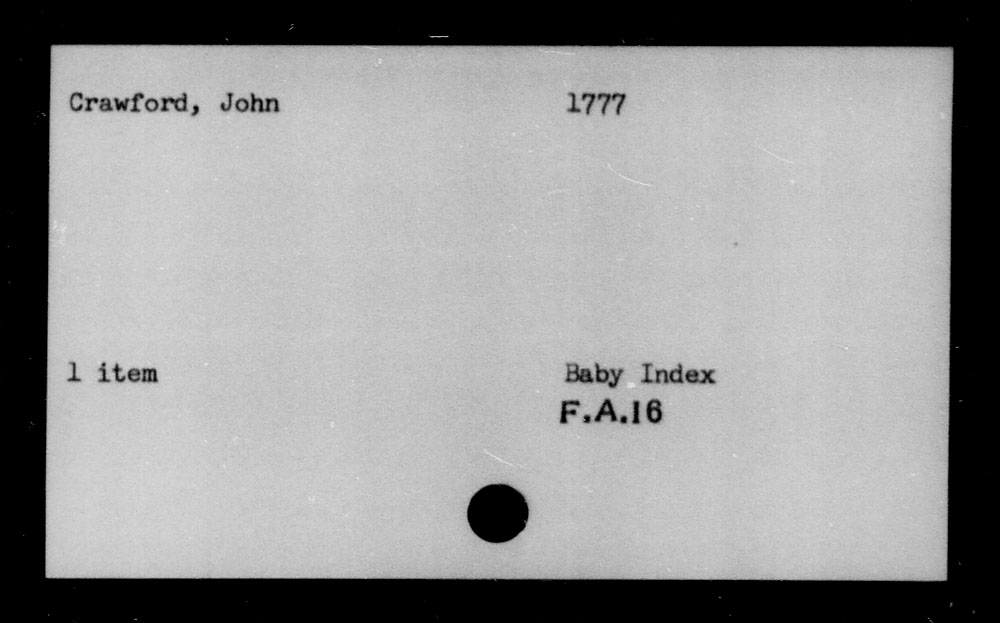 Crawford, John 1777
1 item Baby Index
F.A.16